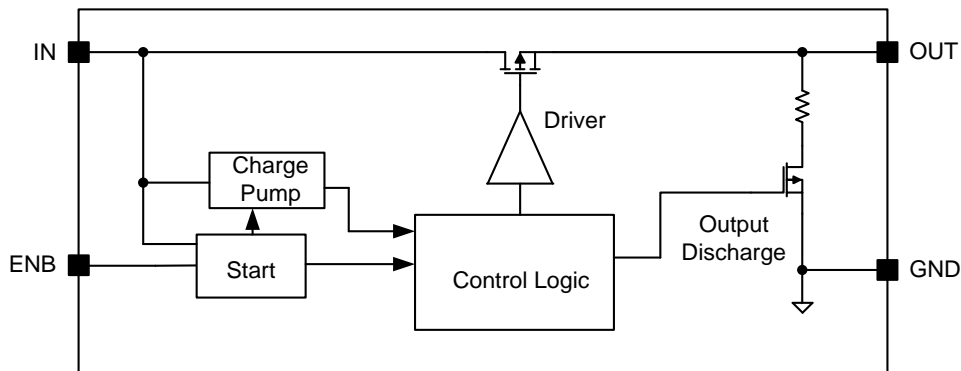 IN
OUT
Driver
Charge
Pump
Output
Discharge
ENB
Start
Control Logic
GND